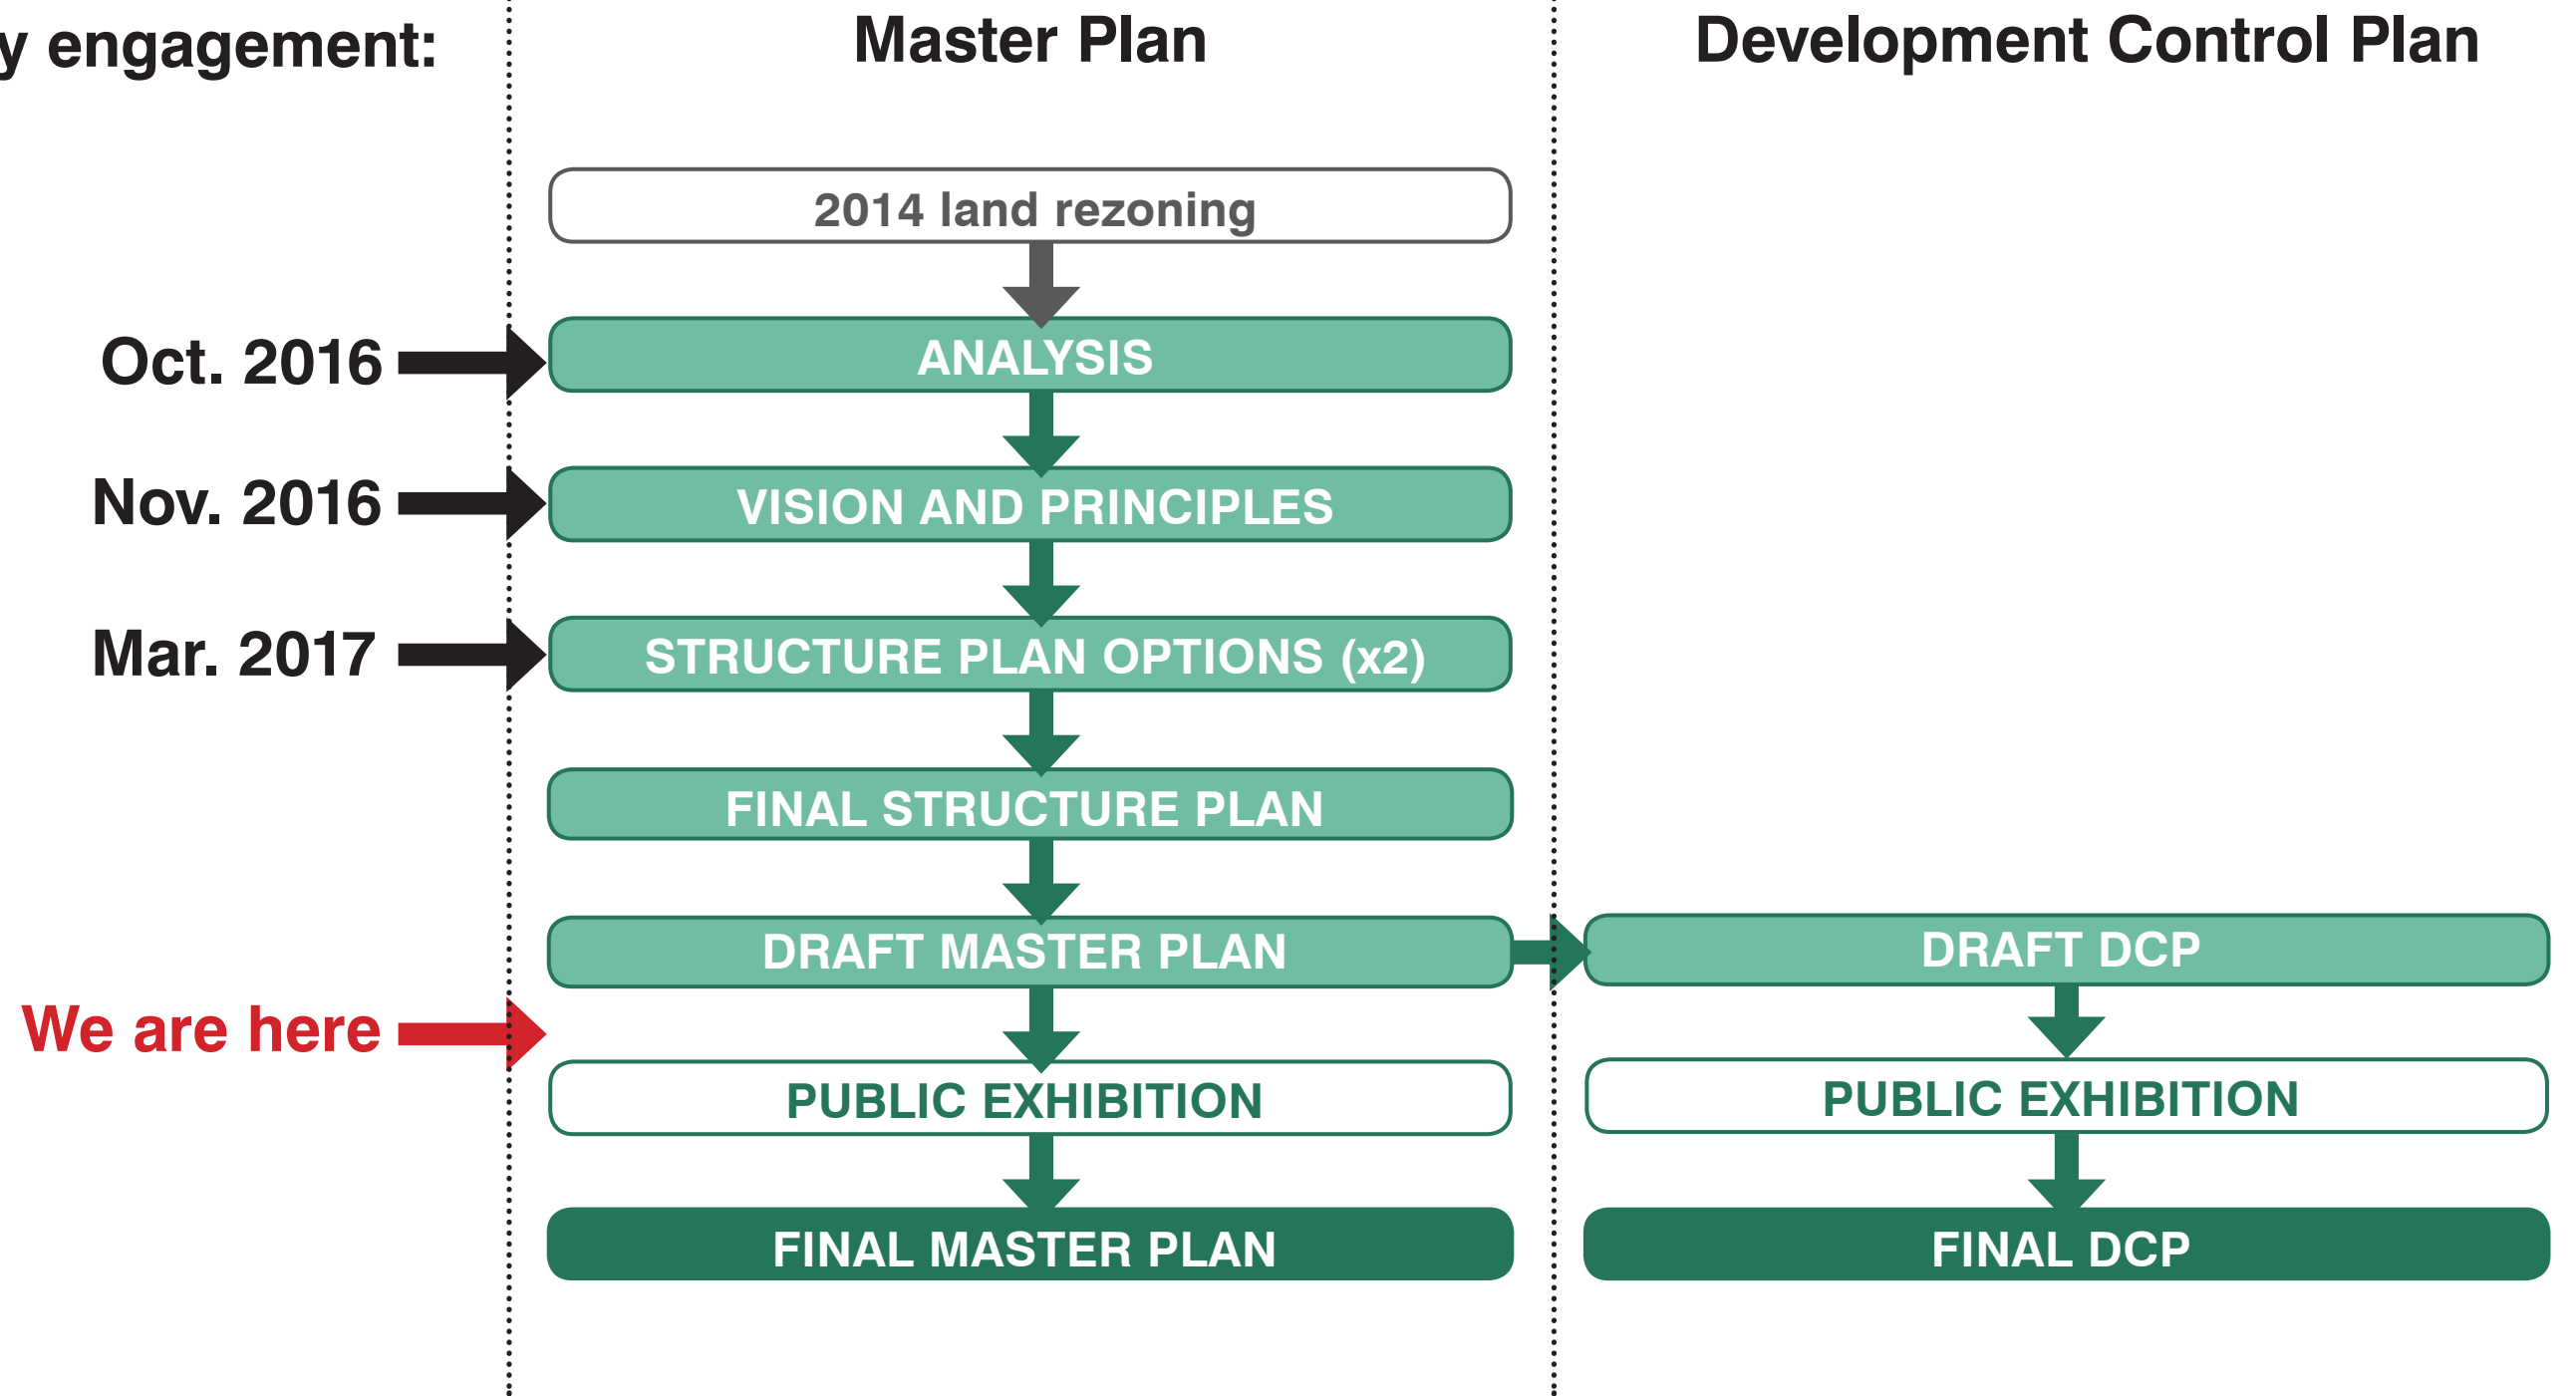 y engagement:
Master Plan
Development Control Plan
2014 land rezoning
Oct. 2016
ANALYSIS
Nov. 2016
VISION AND PRINCIPLES
Mar. 2017
STRUCTURE PLAN OPTIONS (x2)
FINAL STRUCTURE PLAN
DRAFT MASTER PLAN
DRAFT DCP
We are here
PUBLIC EXHIBITION
PUBLIC EXHIBITION
FINAL MASTER PLAN
FINAL DCP